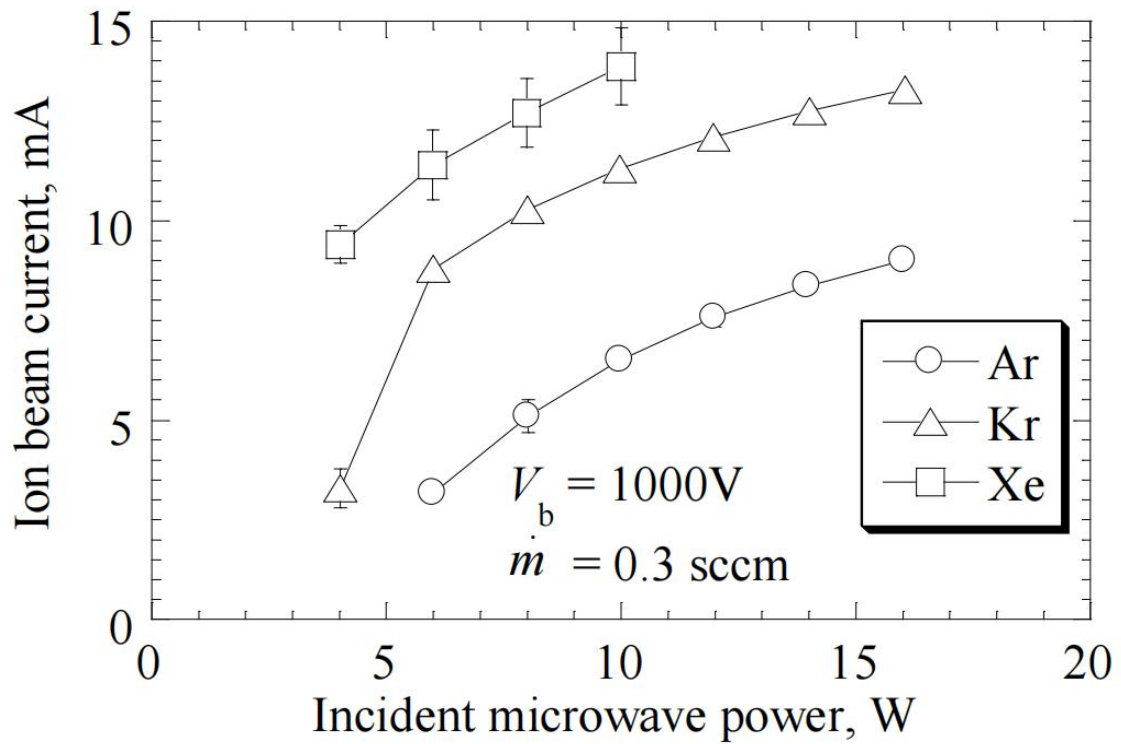 15
10
5
0
0
5
10
15
20
Ion beam current, mA
Incident microwave power, W
Ar
Kr
Xe
V_b = 1000V
ṁ = 0.3 sccm